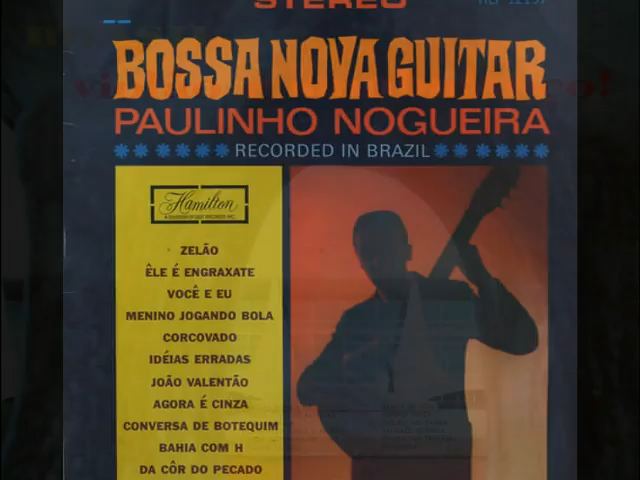 STEREO
BOSSA NOVA GUITAR
PAULINHO NOGUEIRA
RECORDED IN BRAZIL
Hamilton
ZELÃO
ÊLE É ENGRAXATE
VOCÊ E EU
MENINO JOGANDO BOLA
CORCOVADO
IDÉIAS ERRADAS
JOÃO VALENTÃO
AGORA É CINZA
CONVERSA DE BOTEQUIM
BAHIA COM H
DA CÔR DO PECADO